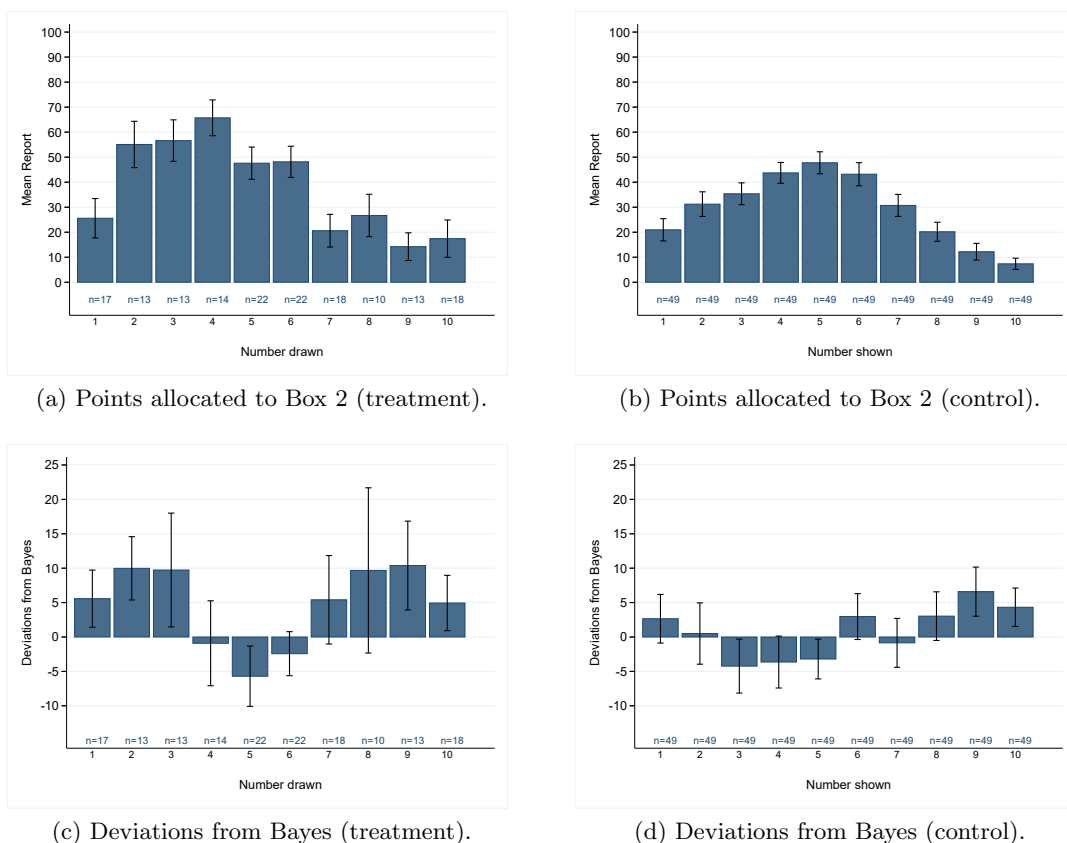 100
90
80
70
60
50
40
30
20
10
0
Mean Report
n=17 n=13 n=13 n=14 n=22 n=22 n=18 n=10 n=13 n=18
1 2 3 4 5 6 7 8 9 10
Number drawn
(a) Points allocated to Box 2 (treatment).
100
90
80
70
60
50
40
30
20
10
0
Mean Report
n=49 n=49 n=49 n=49 n=49 n=49 n=49 n=49 n=49 n=49
1 2 3 4 5 6 7 8 9 10
Number shown
(b) Points allocated to Box 2 (control).
25
20
15
10
5
0
-5
-10
Deviations from Bayes
n=17 n=13 n=13 n=14 n=22 n=22 n=18 n=10 n=13 n=18
1 2 3 4 5 6 7 8 9 10
Number drawn
(c) Deviations from Bayes (treatment).
25
20
15
10
5
0
-5
-10
Deviations from Bayes
n=49 n=49 n=49 n=49 n=49 n=49 n=49 n=49 n=49 n=49
1 2 3 4 5 6 7 8 9 10
Number shown
(d) Deviations from Bayes (control).